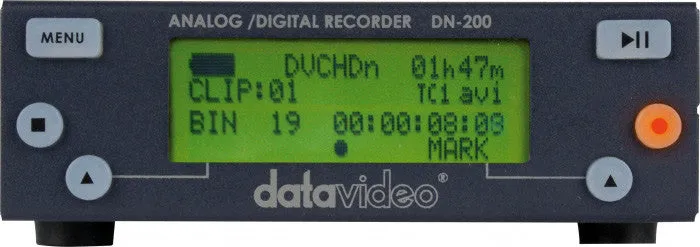 ANALOG /DIGITAL RECORDER DN-200
MENU
DVCHDn 01h47m
CLIP:01 TC1 avi
BIN 19 00:00:08:09
MARK
datavideo®